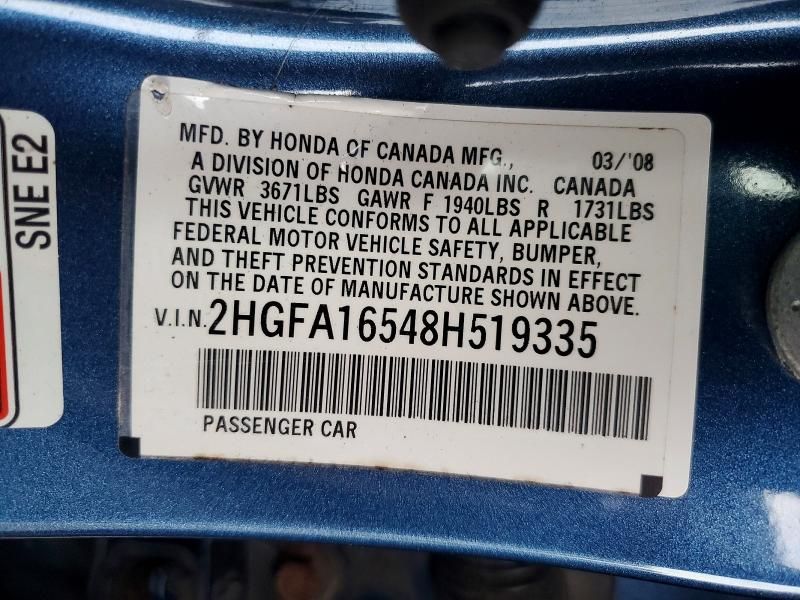 SNE E2
MFD. BY HONDA OF CANADA MFG., 03/'08
A DIVISION OF HONDA CANADA INC. CANADA
GVWR 3671LBS GAWR F 1940LBS R 1731LBS
THIS VEHICLE CONFORMS TO ALL APPLICABLE
FEDERAL MOTOR VEHICLE SAFETY, BUMPER,
AND THEFT PREVENTION STANDARDS IN EFFECT
ON THE DATE OF MANUFACTURE SHOWN ABOVE.
V.I.N. 2HGFA16548H519335
PASSENGER CAR